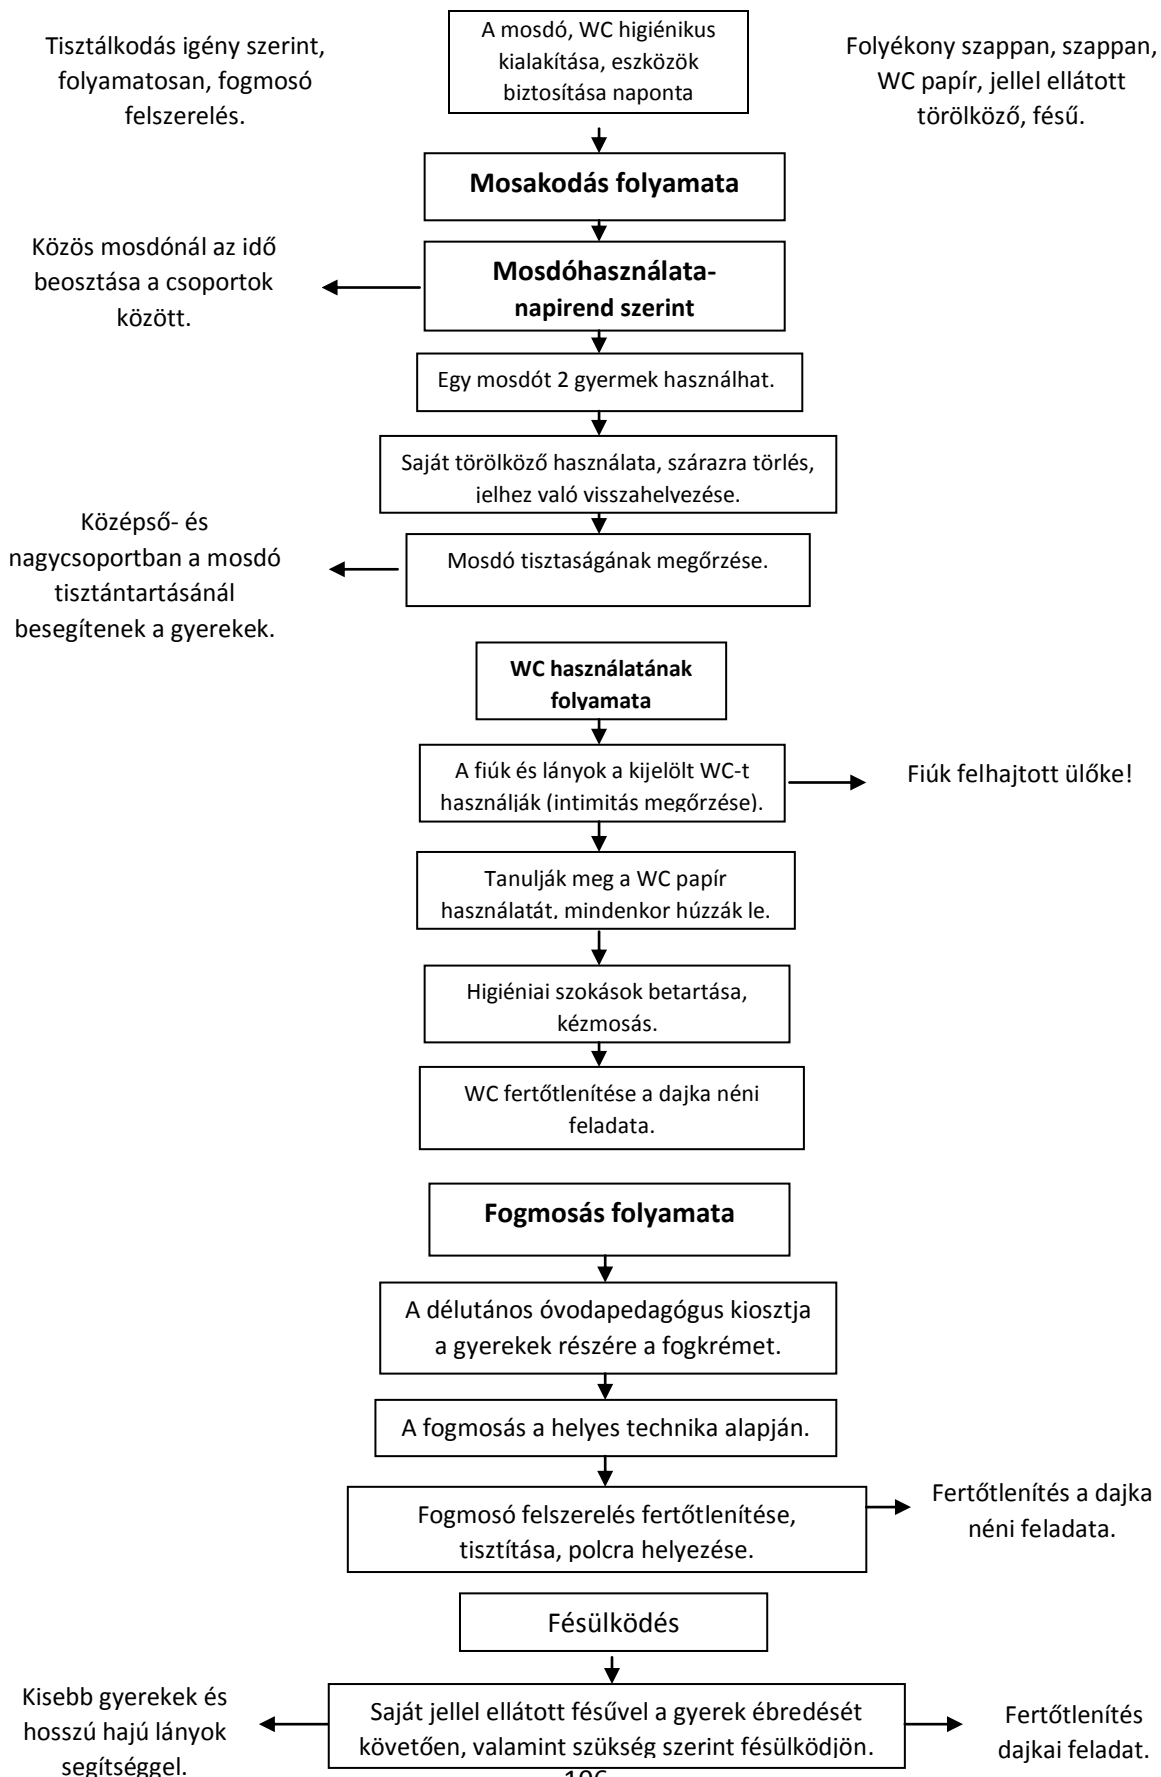 Tisztálkodás igény szerint,
folyamatosan, fogmosó
felszerelés.
A mosdó, WC higiénikus
kialakítása, eszközök
biztosítása naponta
Folyékony szappan, szappan,
WC papír, jellel ellátott
törölköző, fésű.
Mosakodás folyamata
Közös mosdónál az idő
beosztása a csoportok
között.
Mosdóhasználata-
napirend szerint
Egy mosdót 2 gyermek használhat.
Saját törölköző használata, szárazra törlés,
jelhez való visszahelyezése.
Középső- és
nagycsoportban a mosdó
tisztántartásánál
besegítenek a gyerekek.
Mosdó tisztaságának megőrzése.
WC használatának
folyamata
A fiúk és lányok a kijelölt WC-t
használják (intimitás megőrzése).
Fiúk felhajtott ülőke!
Tanulják meg a WC papír
használatát, mindenkor húzzák le.
Higiéniai szokások betartása,
kézmosás.
WC fertőtlenítése a dajka néni
feladata.
Fogmosás folyamata
A délutános óvodapedagógus kiosztja
a gyerekek részére a fogkrémet.
A fogmosás a helyes technika alapján.
Fogmosó felszerelés fertőtlenítése,
tisztítása, polcra helyezése.
Fertőtlenítés a dajka
néni feladata.
Fésülködés
Kisebb gyerekek és
hosszú hajú lányok
segítséggel.
Saját jellel ellátott fésűvel a gyerek ébredését
követően, valamint szükség szerint fésülködjön.
Fertőtlenítés
dajkai feladat.